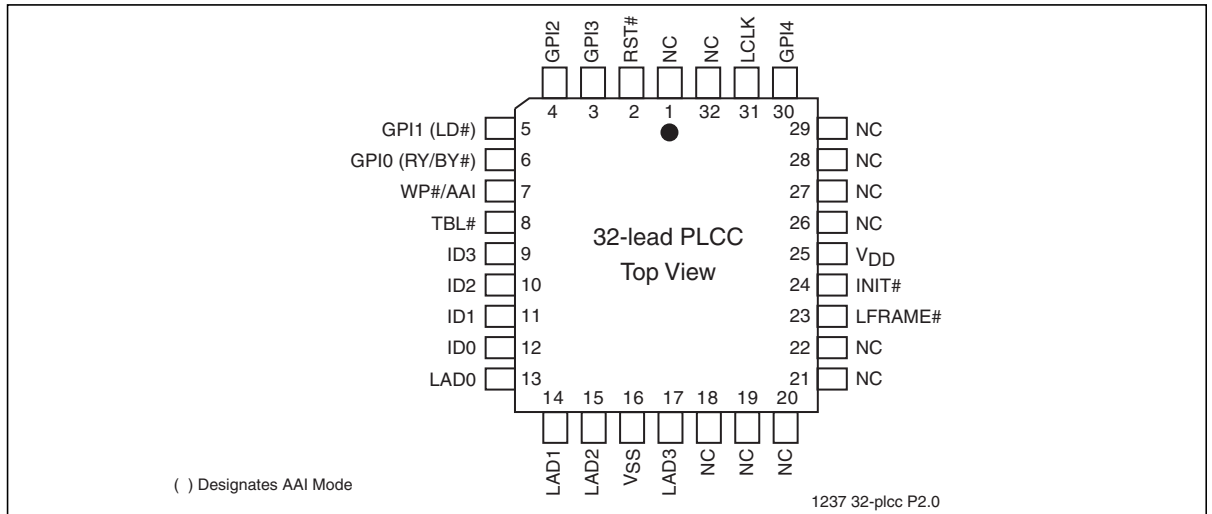 GPI2
GPI3
RST#
NC
NC
LCLK
GPI4
4 3 2 1 32 31 30
GPI1 (LD#) 5
GPI0 (RY/BY#) 6
WP#/AAI 7
TBL# 8
ID3 9
ID2 10
ID1 11
ID0 12
LAD0 13
32-lead PLCC
Top View
29 NC
28 NC
27 NC
26 NC
25 VDD
24 INIT#
23 LFRAME#
22 NC
21 NC
14 15 16 17 18 19 20
LAD1
LAD2
VSS
LAD3
NC
NC
NC
( ) Designates AAI Mode
1237 32-plcc P2.0